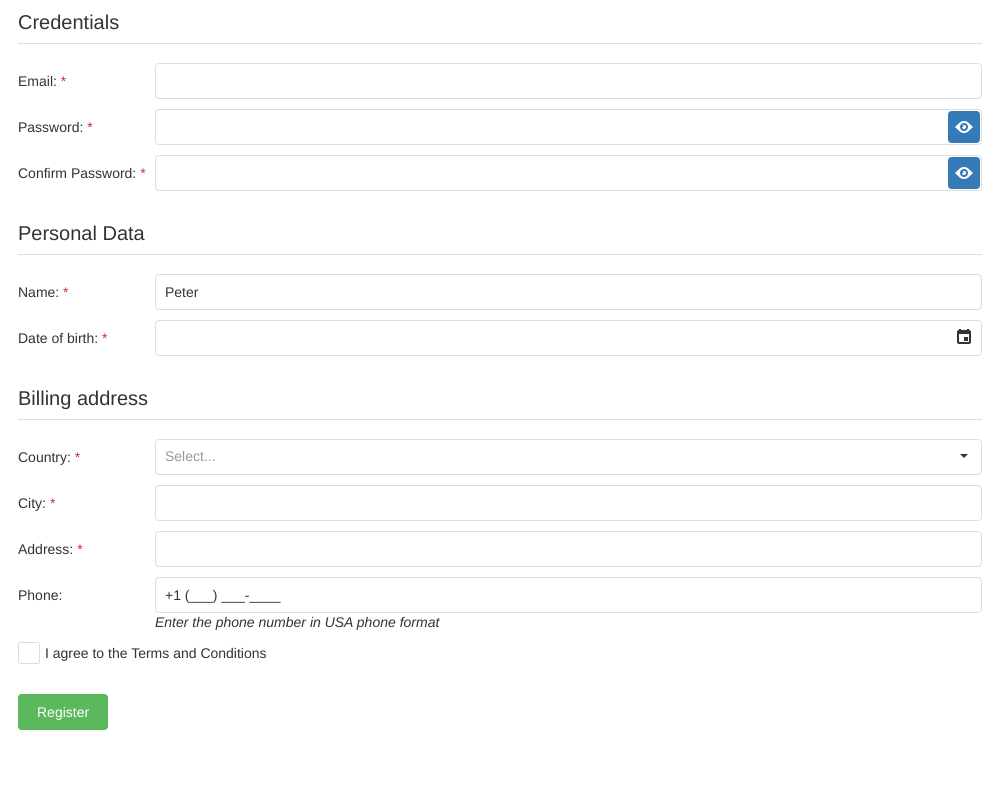 Credentials
Email: *
Password: *
Confirm Password: *
Personal Data
Name: * Peter
Date of birth: *
Billing address
Country: * Select...
City: *
Address: *
Phone: +1 (___) ___-____
Enter the phone number in USA phone format
I agree to the Terms and Conditions
Register